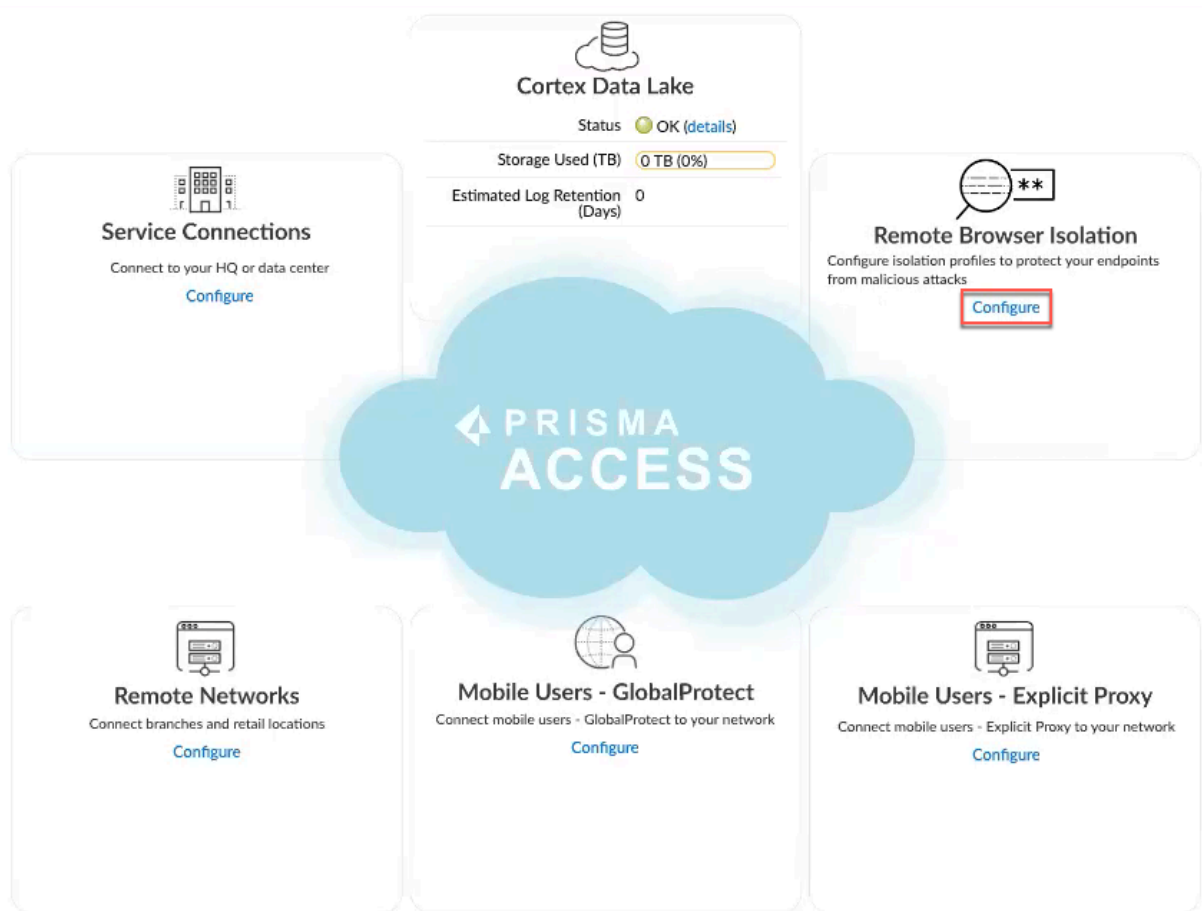 Cortex Data Lake
Status OK (details)
Storage Used (TB) 0 TB (0%)
Estimated Log Retention 0
(Days)
Service Connections
Connect to your HQ or data center
Configure
**
Remote Browser Isolation
Configure isolation profiles to protect your endpoints
from malicious attacks
Configure
PRISMA
ACCESS
Remote Networks
Connect branches and retail locations
Configure
Mobile Users - GlobalProtect
Connect mobile users - GlobalProtect to your network
Configure
Mobile Users - Explicit Proxy
Connect mobile users - Explicit Proxy to your network
Configure